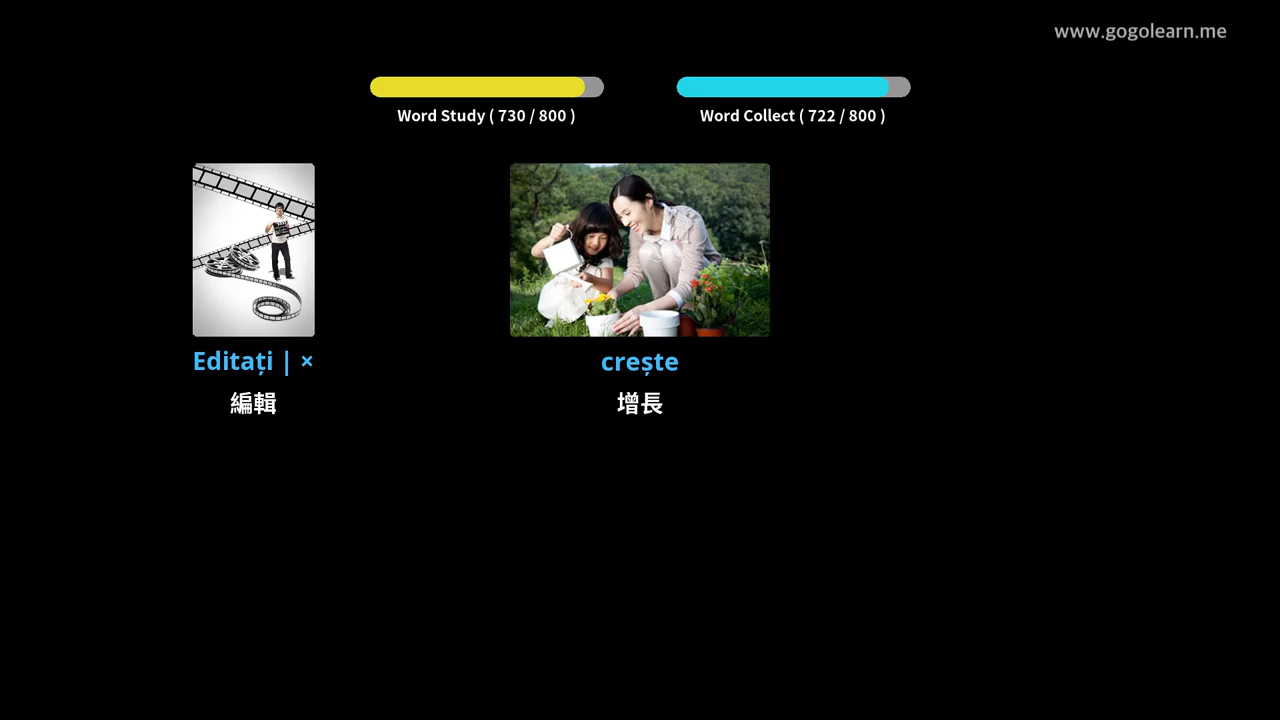 www.gogolearn.me
Word Study ( 730 / 800 )
Word Collect ( 722 / 800 )
Editați | ×
編輯
crește
增長